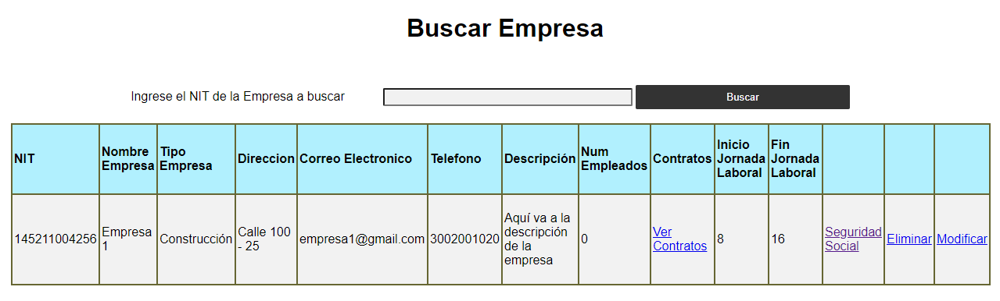 Buscar Empresa
Ingrese el NIT de la Empresa a buscar
Buscar
NIT
Nombre
Empresa
Tipo
Empresa
Direccion
Correo Electronico
Telefono
Descripción
Num
Empleados
Contratos
Inicio
Jornada
Laboral
Fin
Jornada
Laboral
145211004256
Empresa
1
Construcción
Calle 100
- 25
empresa1@gmail.com
3002001020
Aquí va a la
descripción
de la
empresa
0
Ver
Contratos
8
16
Seguridad
Social
Eliminar
Modificar